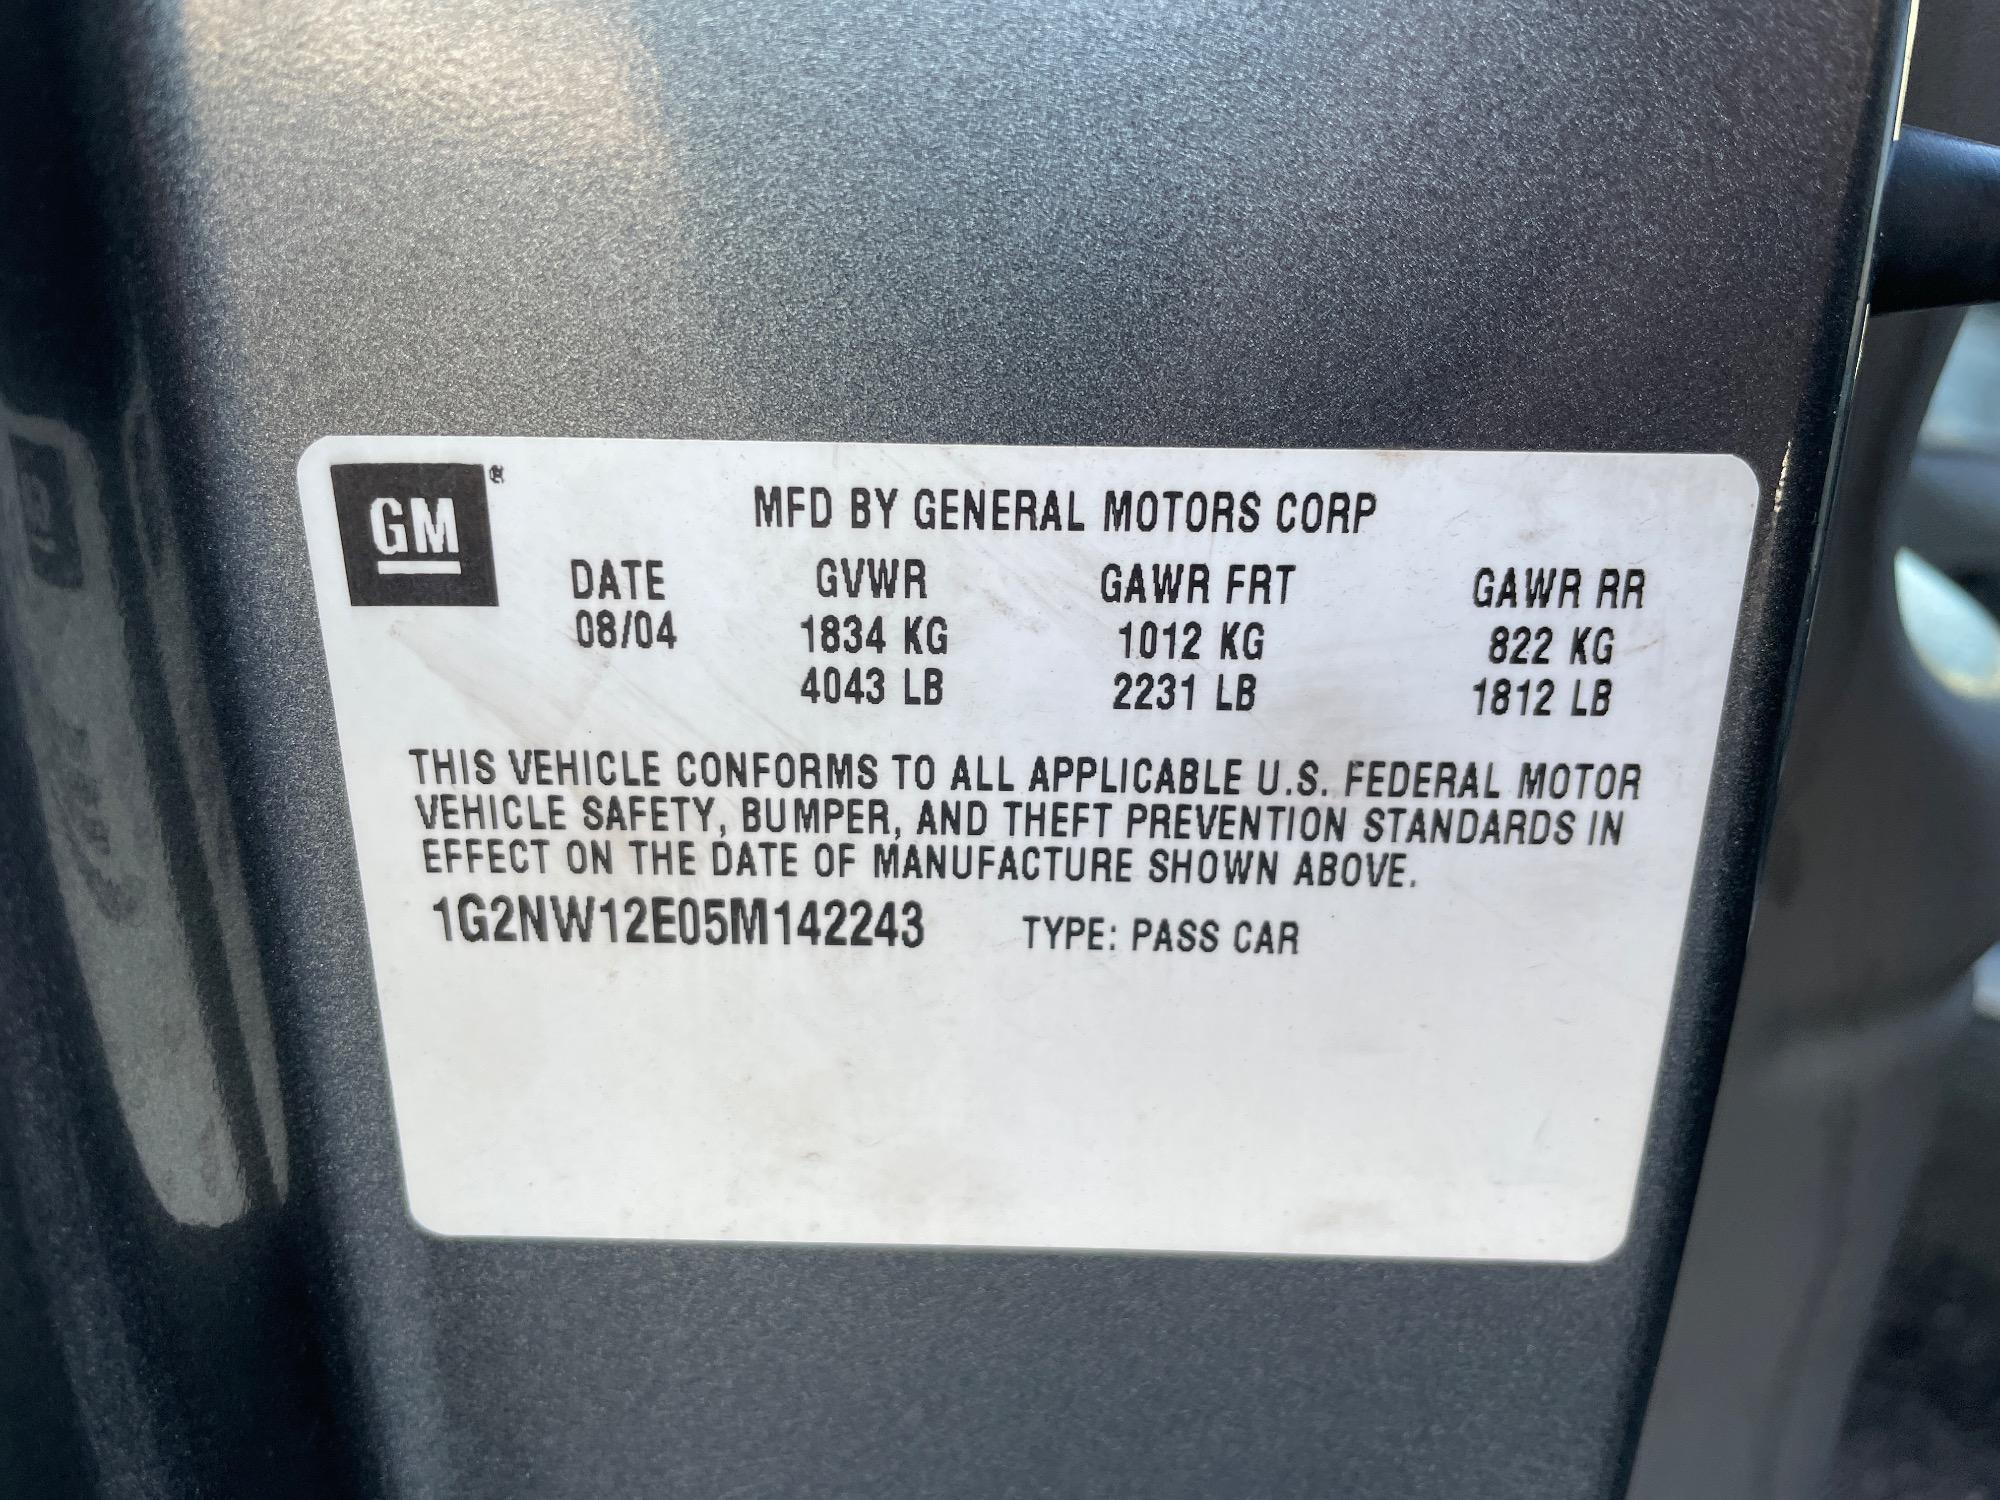 GM®
MFD BY GENERAL MOTORS CORP
DATE GVWR GAWR FRT GAWR RR
08/04 1834 KG 1012 KG 822 KG
4043 LB 2231 LB 1812 LB
THIS VEHICLE CONFORMS TO ALL APPLICABLE U.S. FEDERAL MOTOR
VEHICLE SAFETY, BUMPER, AND THEFT PREVENTION STANDARDS IN
EFFECT ON THE DATE OF MANUFACTURE SHOWN ABOVE.
1G2NW12E05M142243 TYPE: PASS CAR